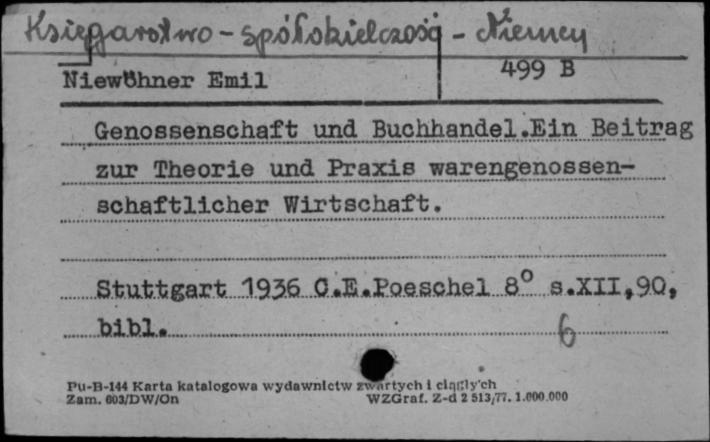 Księgarstwo - spółdzielczość - Niemcy
Niewöhner Emil
499 B
Genossenschaft und Buchhandel.Ein Beitrag
zur Theorie und Praxis warengenossen-
schaftlicher Wirtschaft.
Stuttgart 1936 C.E.Poeschel 8° s.XII,90,
bibl.
6
Pu-B-144 Karta katalogowa wydawnictw zwartych i ciągłych
Zam. 603/DW/On WZGraf. Z-d 2 513/77. 1.000.000